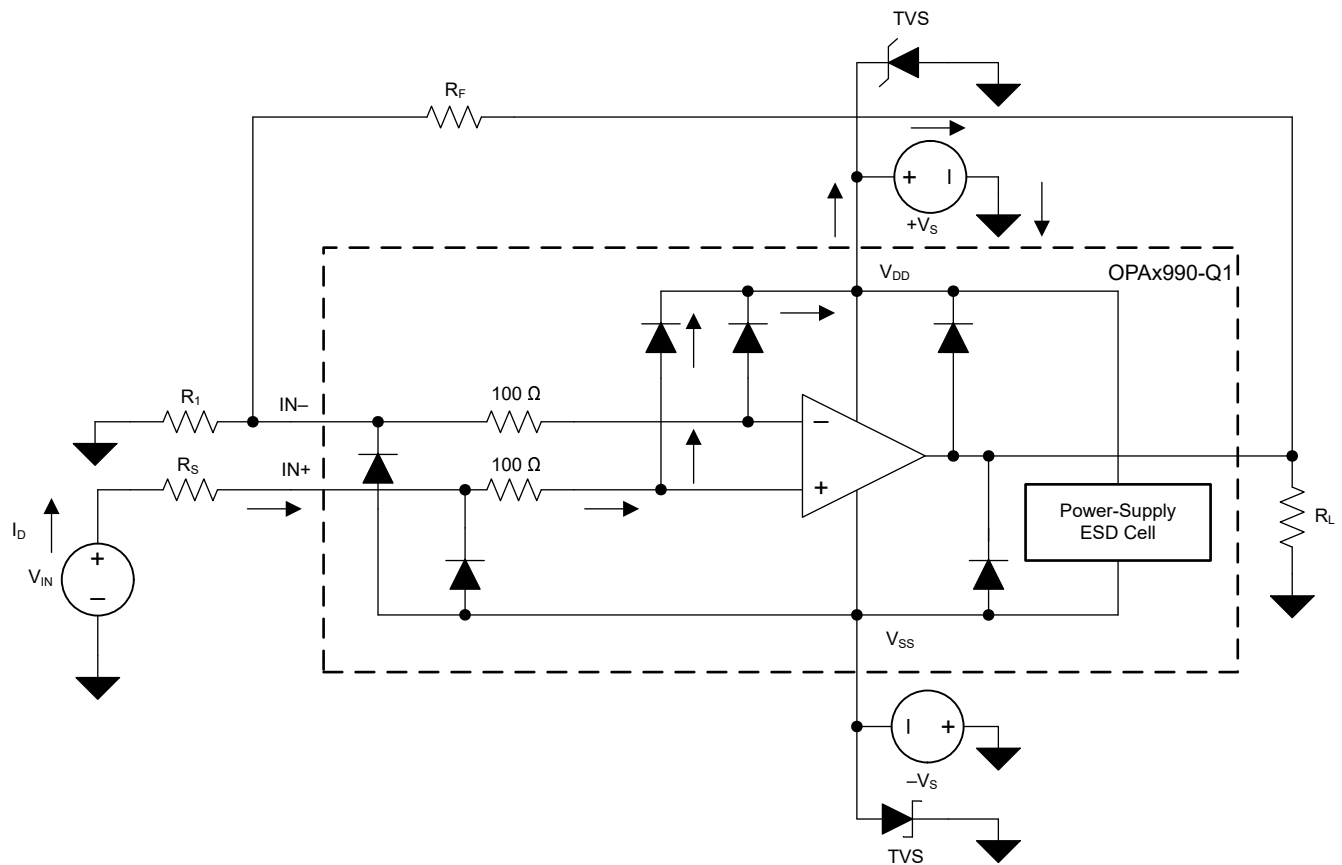 TVS
R_F
+ –
+V_S
V_DD
OPAx990-Q1
R_1
IN–
100 Ω
–
R_S
IN+
100 Ω
+
Power-Supply
ESD Cell
R_L
I_D
+
V_IN
–
V_SS
– +
–V_S
TVS